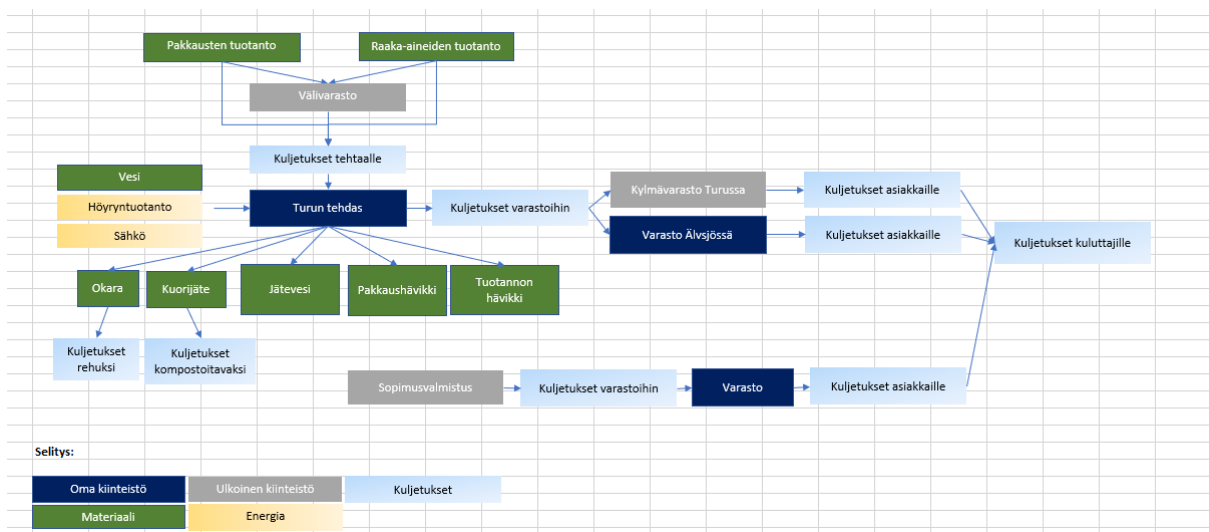 Pakkausten tuotanto
Raaka-aineiden tuotanto
Välivarasto
Kuljetukset tehtaalle
Vesi
Höyryntuotanto
Sähkö
Turun tehdas
Kuljetukset varastoihin
Kylmävarasto Turussa
Kuljetukset asiakkaille
Varasto Älvsjössä
Kuljetukset asiakkaille
Kuljetukset kuluttajille
Okara
Kuorijäte
Jätevesi
Pakkaushävikki
Tuotannon
hävikki
Kuljetukset
rehuksi
Kuljetukset
kompostoitavaksi
Sopimusvalmistus
Kuljetukset varastoihin
Varasto
Kuljetukset asiakkaille
Selitys:
Oma kiinteistö
Ulkoinen kiinteistö
Kuljetukset
Materiaali
Energia